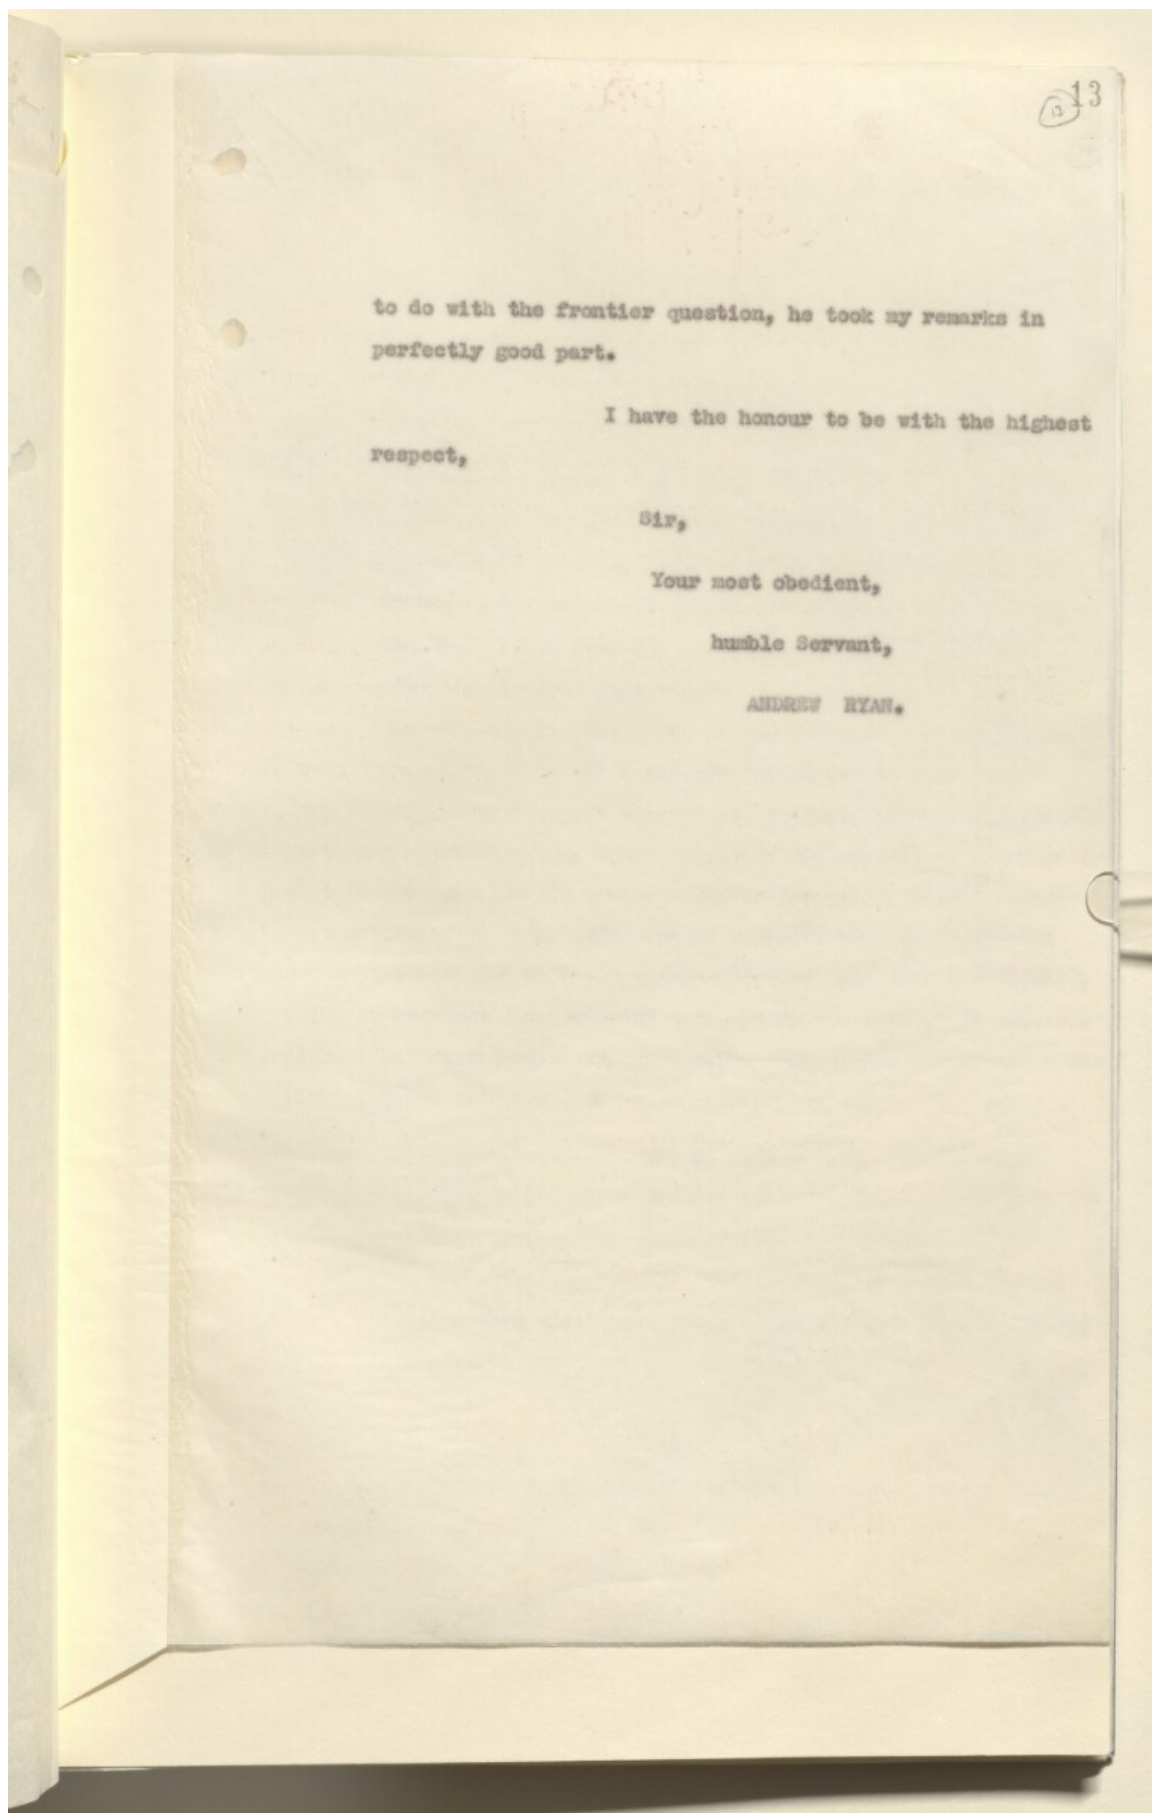 13
13
to do with the frontier question, he took my remarks in
perfectly good part.
I have the honour to be with the highest
respect,
Sir,
Your most obedient,
humble Servant,
ANDREW RYAN.